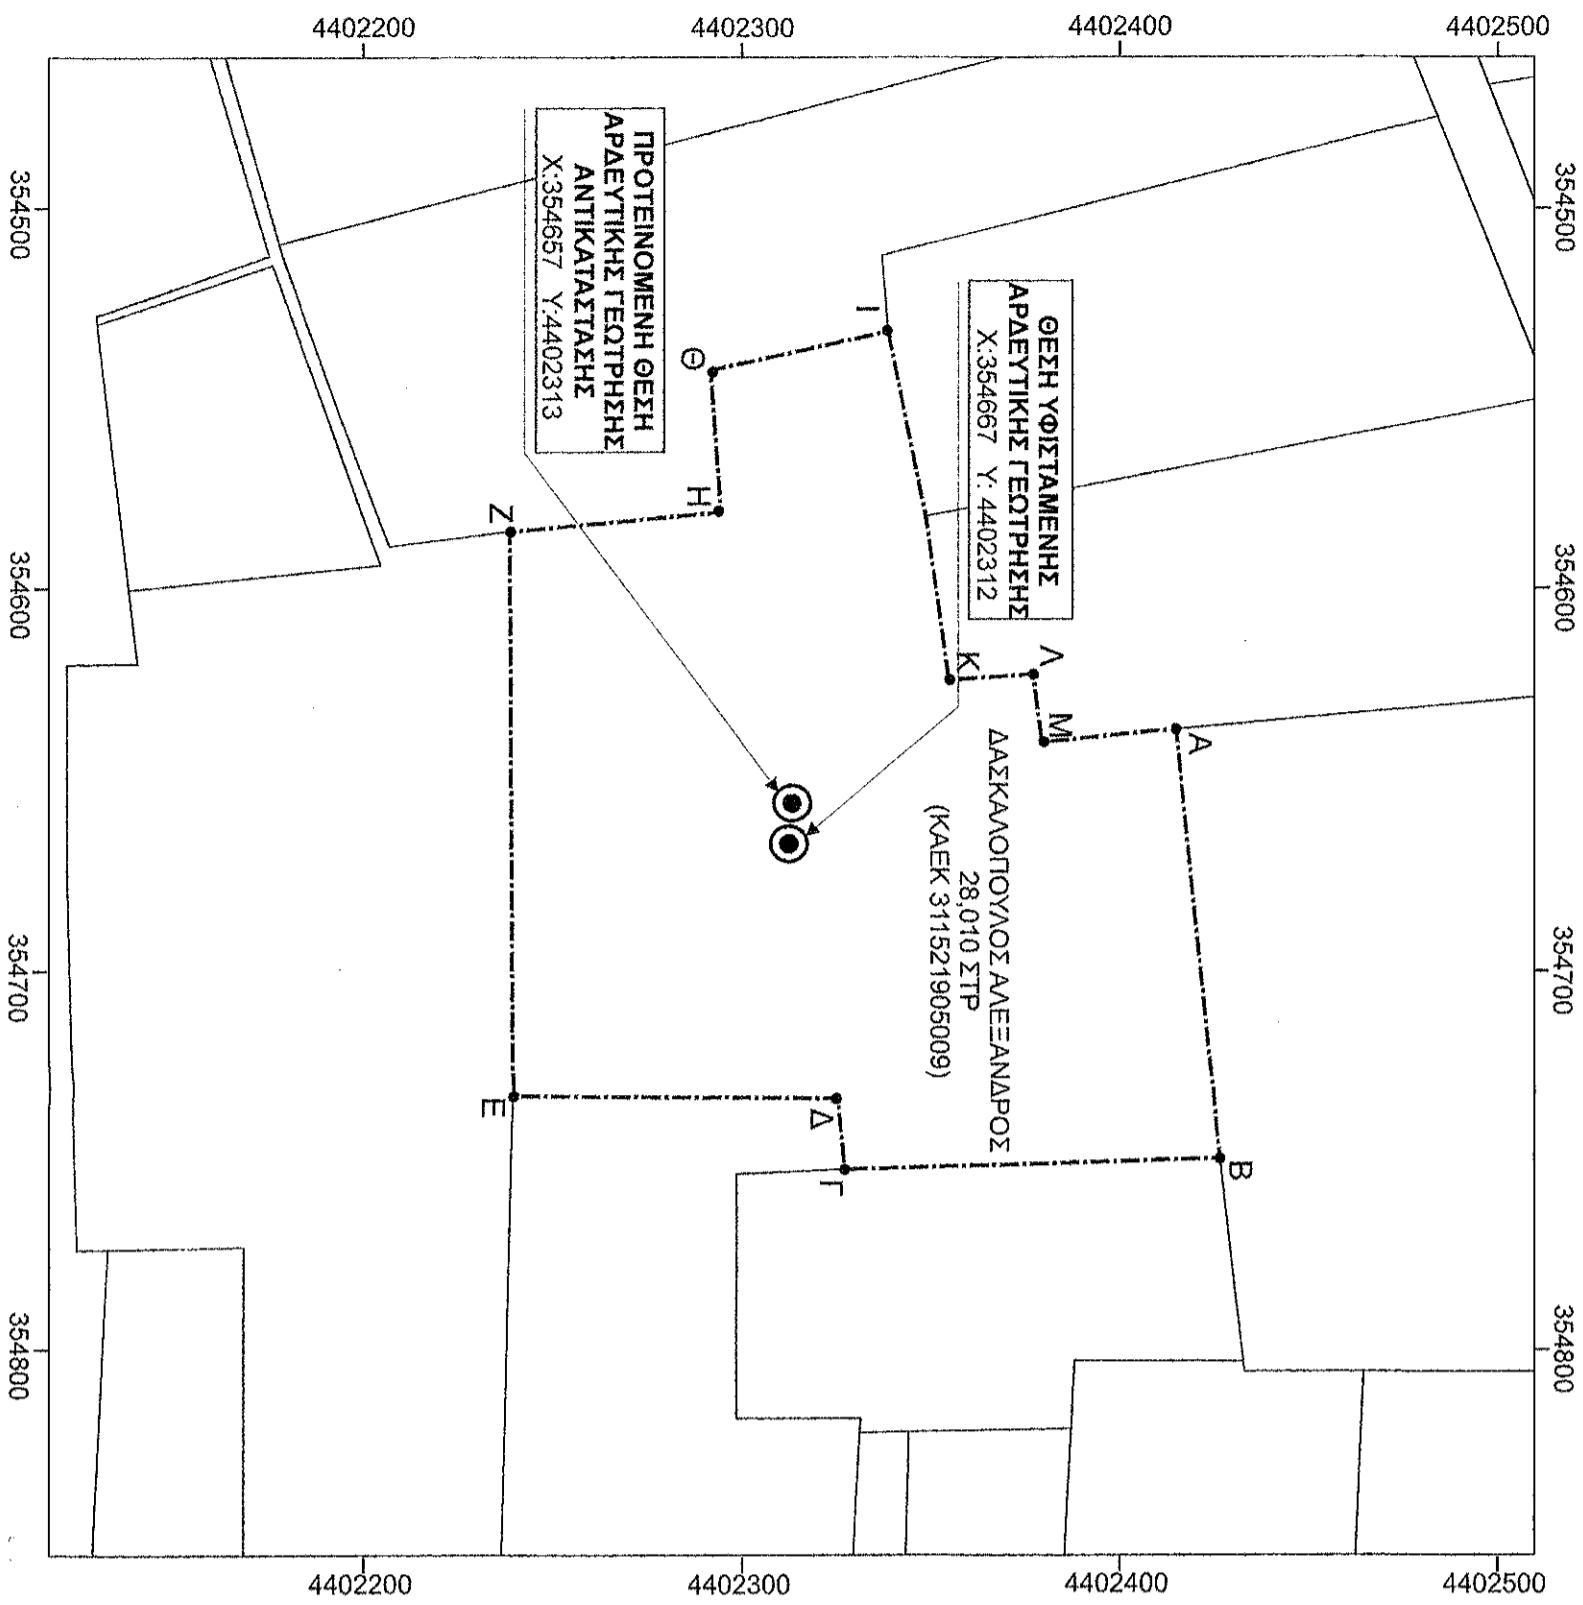 4402200
4402300
4402400
4402500
354500
354600
354700
354800
354500
354600
354700
354800
ΠΡΟΤΕΙΝΟΜΕΝΗ ΘΕΣΗ
ΑΡΔΕΥΤΙΚΗΣ ΓΕΩΤΡΗΣΗΣ
ΑΝΤΙΚΑΤΑΣΤΑΣΗΣ
Χ:354657 Υ:4402313
ΘΕΣΗ ΥΦΙΣΤΑΜΕΝΗΣ
ΑΡΔΕΥΤΙΚΗΣ ΓΕΩΤΡΗΣΗΣ
Χ:354667 Υ: 4402312
Ι
Θ
Η
Ζ
Κ
Λ
Μ
Α
Β
Γ
Δ
Ε
ΔΑΣΚΑΛΟΠΟΥΛΟΣ ΑΛΕΞΑΝΔΡΟΣ
28,010 ΣΤΡ
(ΚΑΕΚ 311521905009)
4402200
4402300
4402400
4402500